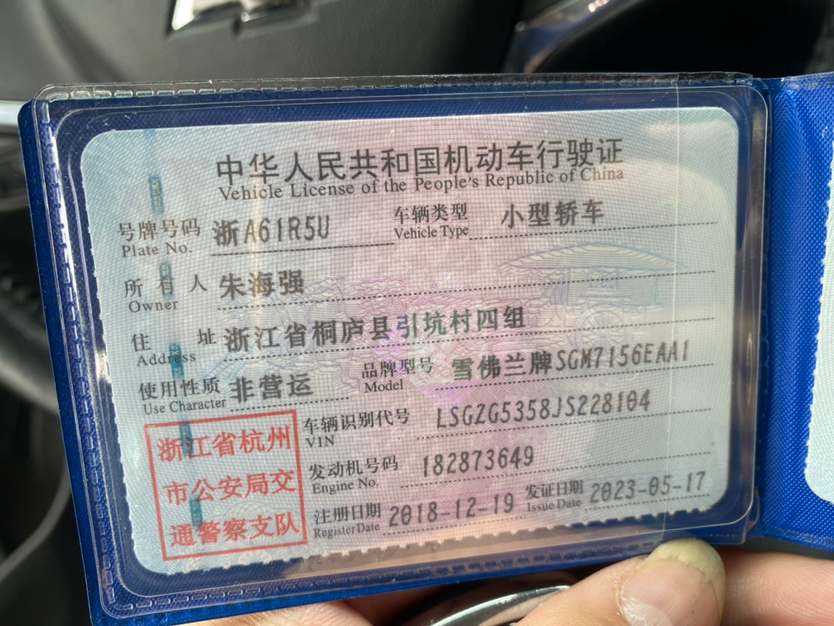 中华人民共和国机动车行驶证
Vehicle License of the People's Republic of China
号牌号码 浙A61R5U 车辆类型 小型轿车
Plate No. Vehicle Type
所有人 朱海强
Owner
住址 浙江省桐庐县引坑村四组
Address
使用性质 非营运 品牌型号 雪佛兰牌SGM7156EAA1
Use Character Model
浙江省杭州
市公安局交
通警察支队
车辆识别代号 LSGZG5358JS228104
VIN
发动机号码 182873649
Engine No.
注册日期 2018-12-19 发证日期 2023-05-17
Register Date Issue Date